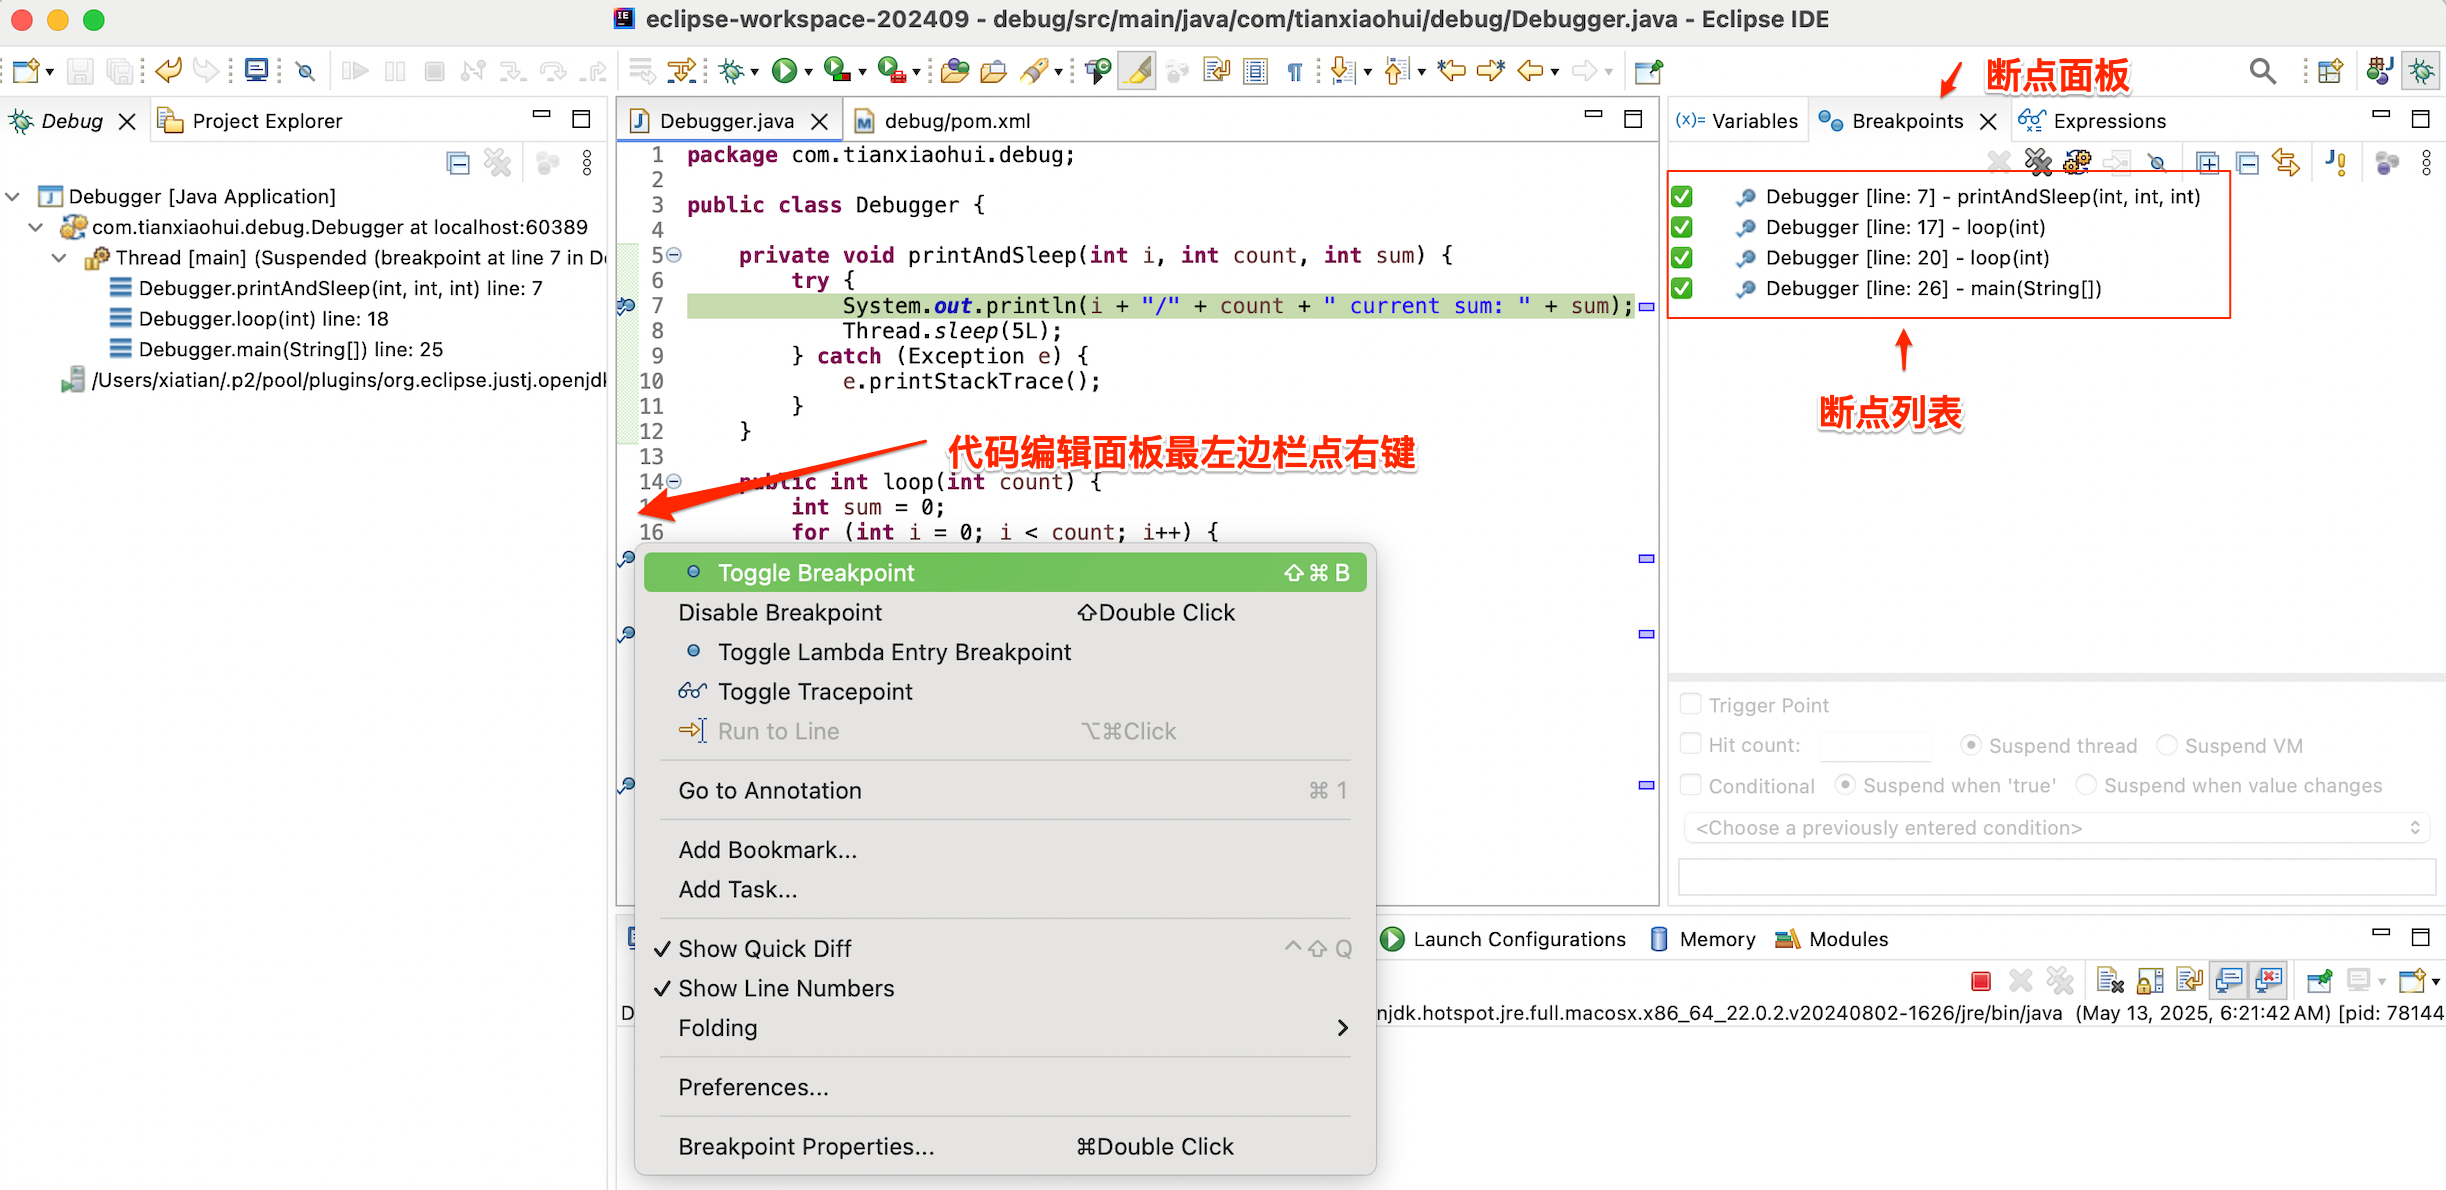 eclipse-workspace-202409 - debug/src/main/java/com/tianxiaohui/debug/Debugger.java - Eclipse IDE
断点面板
Debug
Project Explorer
Debugger [Java Application]
com.tianxiaohui.debug.Debugger at localhost:60389
Thread [main] (Suspended (breakpoint at line 7 in De
Debugger.printAndSleep(int, int, int) line: 7
Debugger.loop(int) line: 18
Debugger.main(String[]) line: 25
/Users/xiatian/.p2/pool/plugins/org.eclipse.justj.openjdk
Debugger.java
debug/pom.xml
1 package com.tianxiaohui.debug;
2
3 public class Debugger {
4
5 private void printAndSleep(int i, int count, int sum) {
6 try {
7 System.out.println(i + "/" + count + " current sum: " + sum);
8 Thread.sleep(5L);
9 } catch (Exception e) {
10 e.printStackTrace();
11 }
12 }
13
代码编辑面板最左边栏点右键
14 public int loop(int count) {
int sum = 0;
16 for (int i = 0; i < count; i++) {
Toggle Breakpoint ⇧⌘B
Disable Breakpoint ⇧Double Click
Toggle Lambda Entry Breakpoint
Toggle Tracepoint
Run to Line ⌥⌘Click
Go to Annotation ⌘1
Add Bookmark...
Add Task...
Show Quick Diff ^⇧Q
Show Line Numbers
Folding
Preferences...
Breakpoint Properties... ⌘Double Click
(x)= Variables
Breakpoints
Expressions
Debugger [line: 7] - printAndSleep(int, int, int)
Debugger [line: 17] - loop(int)
Debugger [line: 20] - loop(int)
Debugger [line: 26] - main(String[])
断点列表
Trigger Point
Hit count:
Suspend thread
Suspend VM
Conditional
Suspend when 'true'
Suspend when value changes
<Choose a previously entered condition>
Launch Configurations
Memory
Modules
D
njdk.hotspot.jre.full.macosx.x86_64_22.0.2.v20240802-1626/jre/bin/java (May 13, 2025, 6:21:42 AM) [pid: 78144